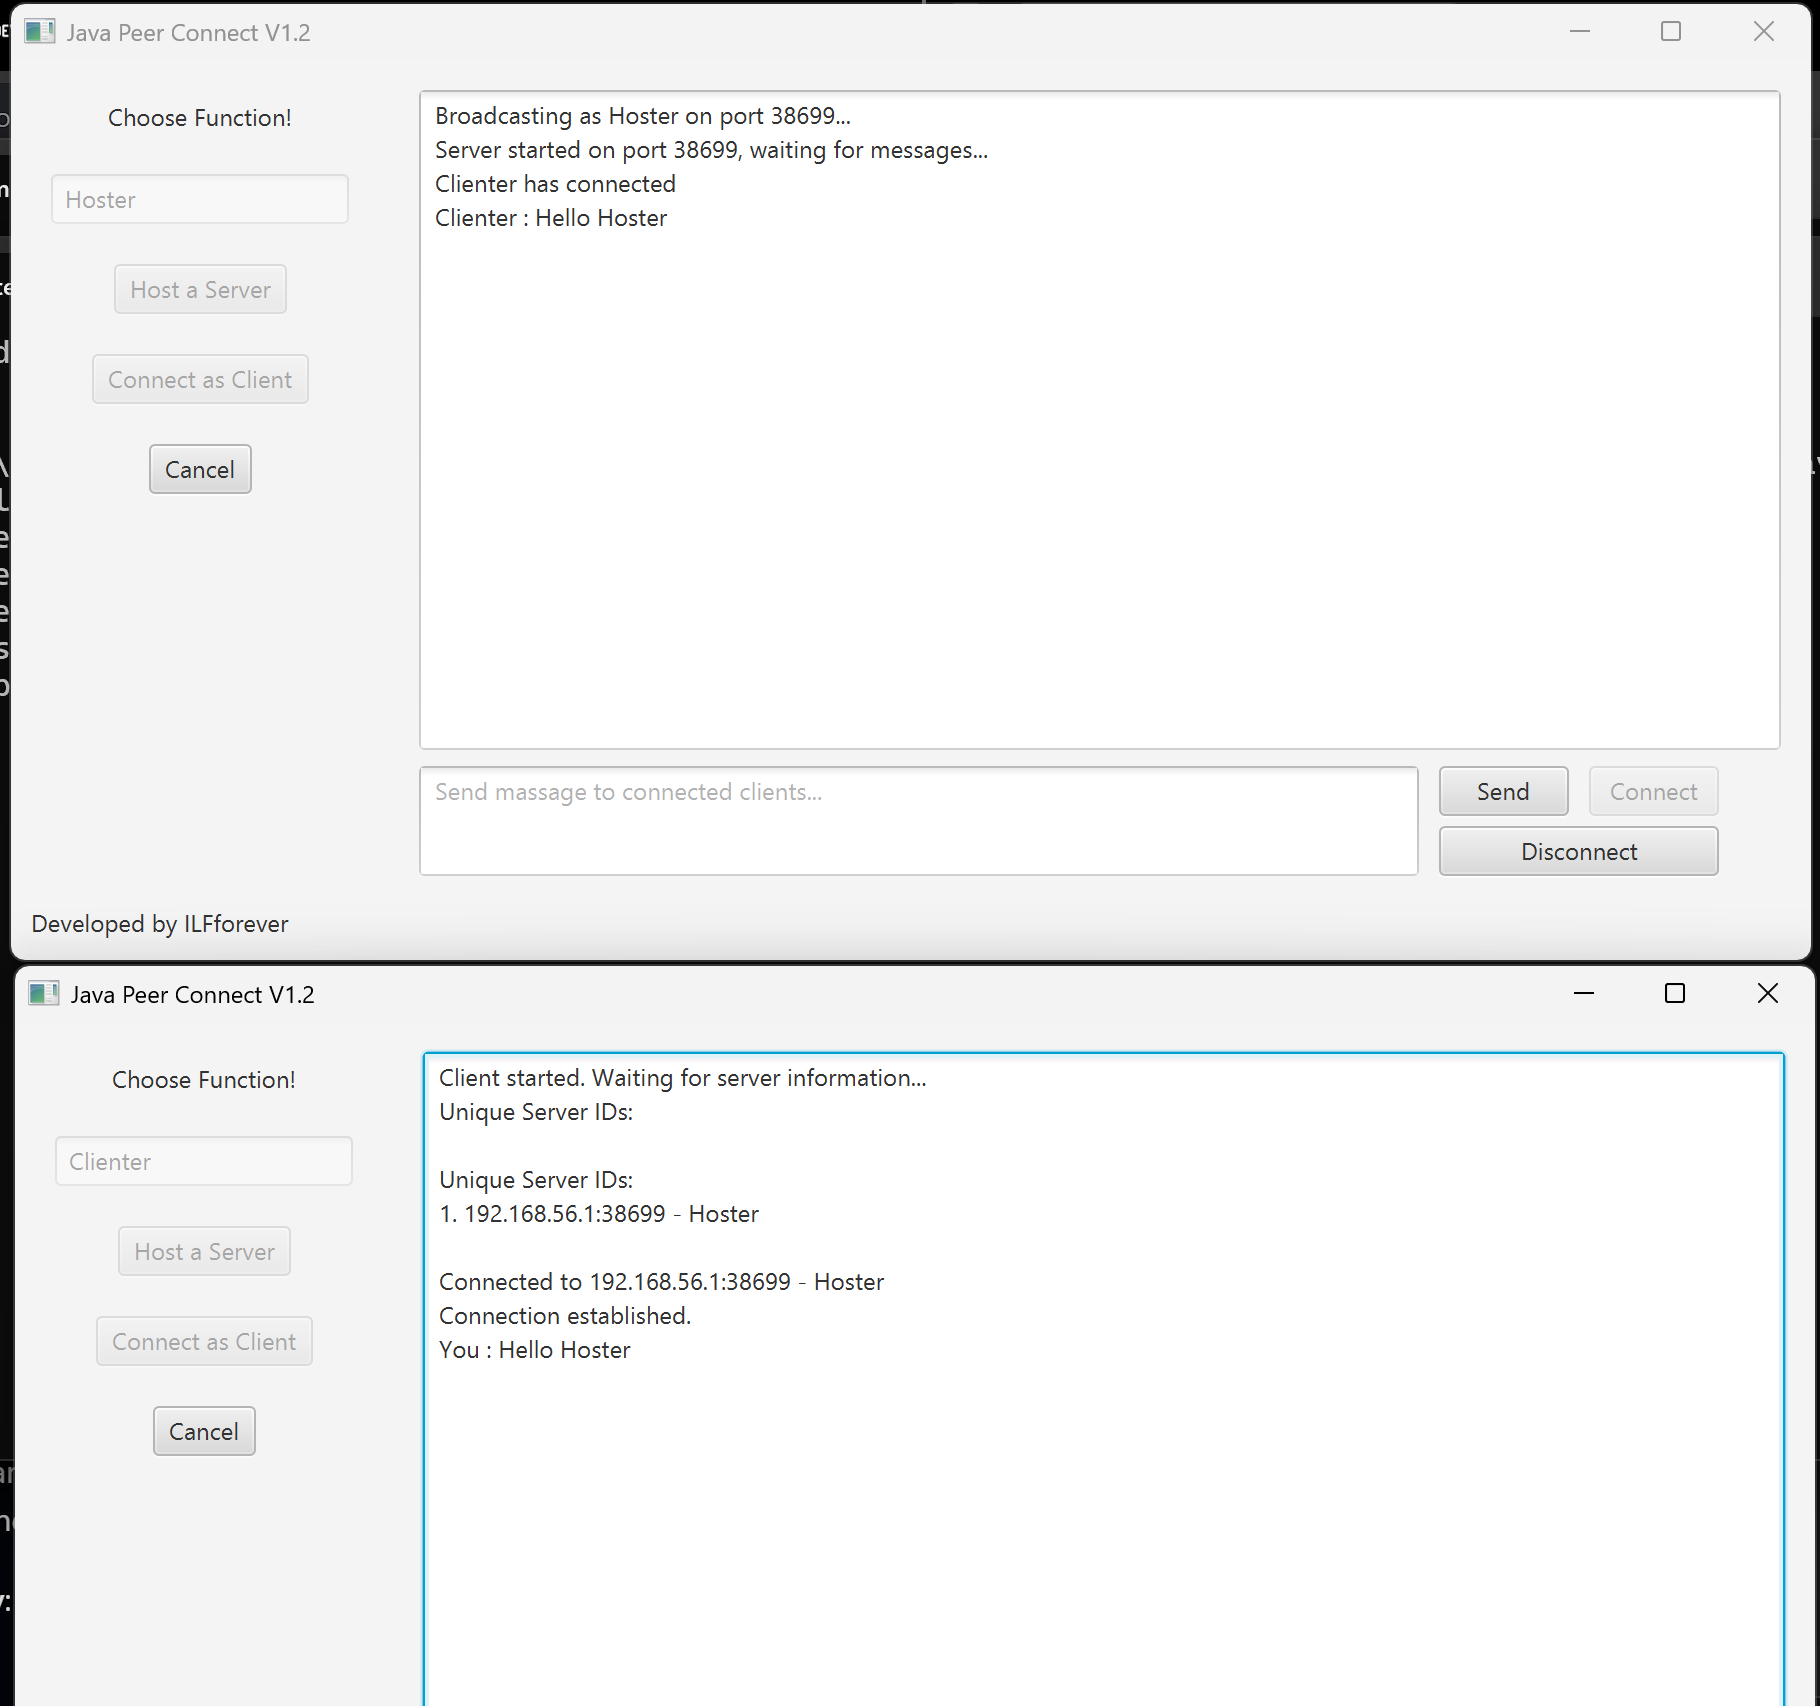 Java Peer Connect V1.2
Choose Function!
Hoster
Host a Server
Connect as Client
Cancel
Broadcasting as Hoster on port 38699...
Server started on port 38699, waiting for messages...
Clienter has connected
Clienter : Hello Hoster
Send massage to connected clients...
Send
Connect
Disconnect
Developed by ILFforever
Java Peer Connect V1.2
Choose Function!
Clienter
Host a Server
Connect as Client
Cancel
Client started. Waiting for server information...
Unique Server IDs:
Unique Server IDs:
1. 192.168.56.1:38699 - Hoster
Connected to 192.168.56.1:38699 - Hoster
Connection established.
You : Hello Hoster